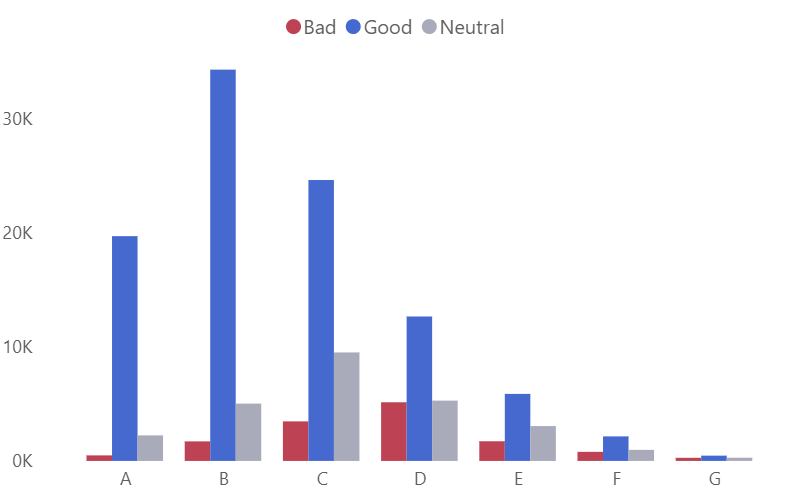 Bad Good Neutral
30K
20K
10K
0K
A B C D E F G